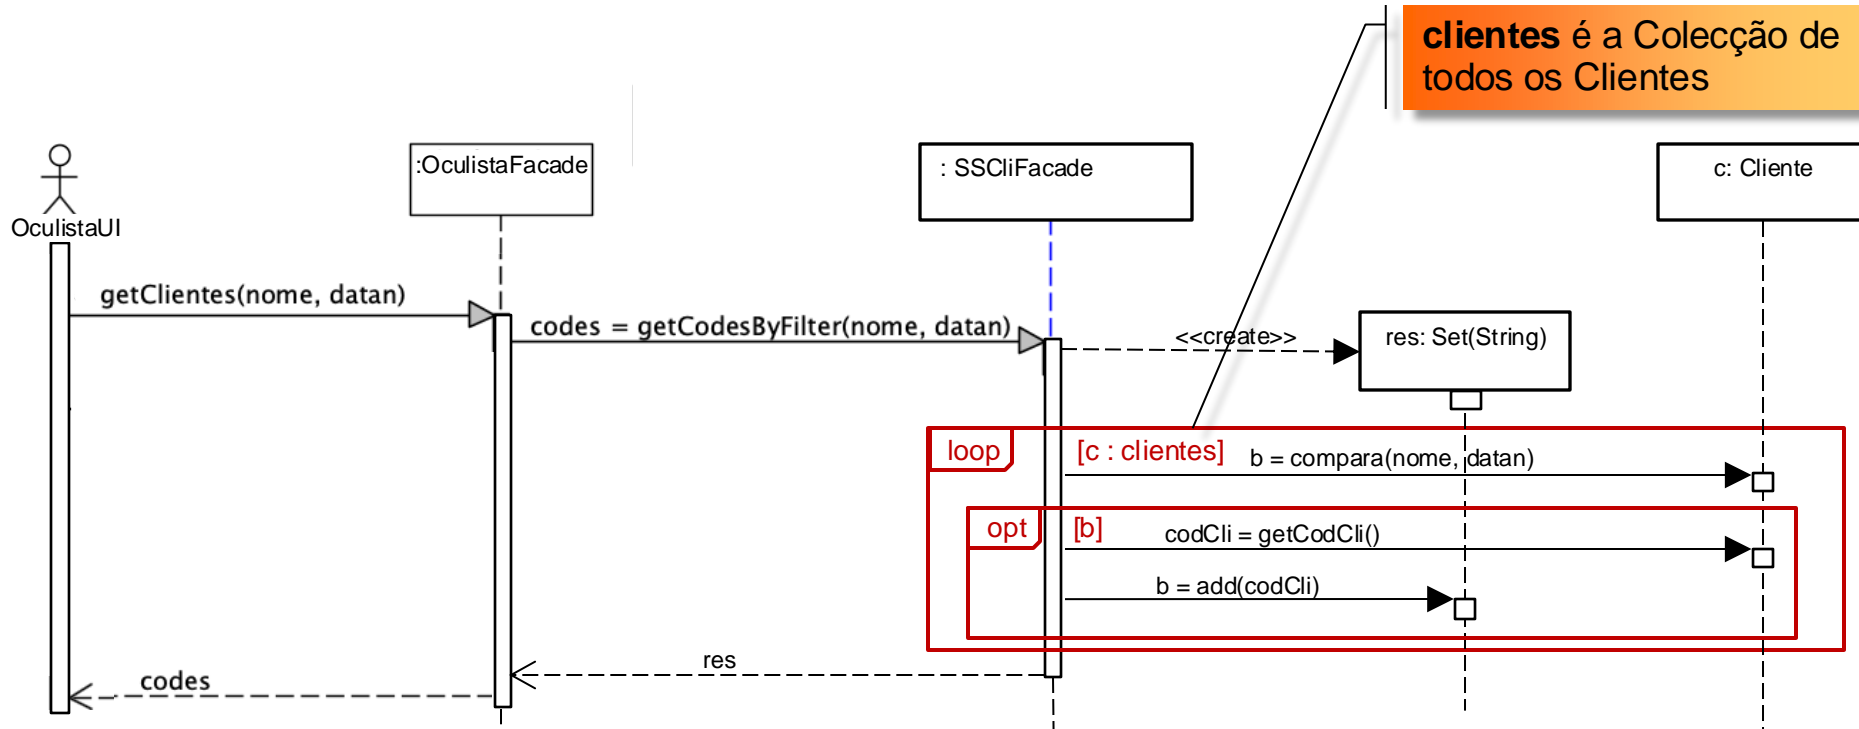 clientes é a Colecção de
todos os Clientes
OculistaUI
:OculistaFacade
: SSCliFacade
c: Cliente
getClientes(nome, datan)
codes = getCodesByFilter(nome, datan)
<<create>>
res: Set(String)
loop
[c : clientes]
b = compara(nome, datan)
opt
[b]
codCli = getCodCli()
b = add(codCli)
res
codes